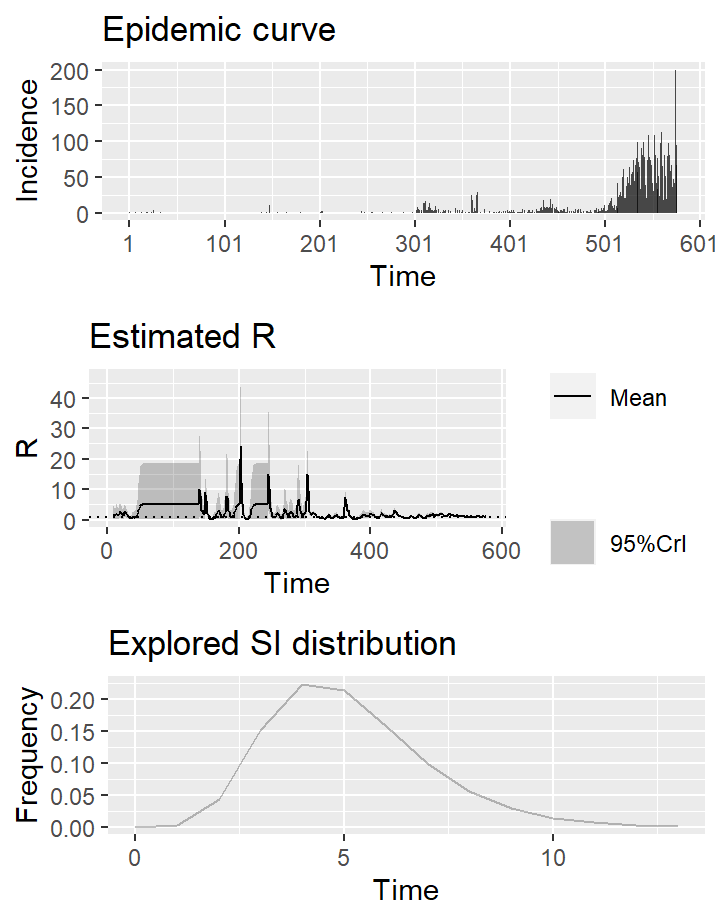 Epidemic curve
200
150
100
50
0
Incidence
1 101 201 301 401 501 601
Time
Estimated R
40
30
20
10
0
R
0 200 400 600
Time
Mean
95%CrI
Explored SI distribution
0.20
0.15
0.10
0.05
0.00
Frequency
0 5 10
Time